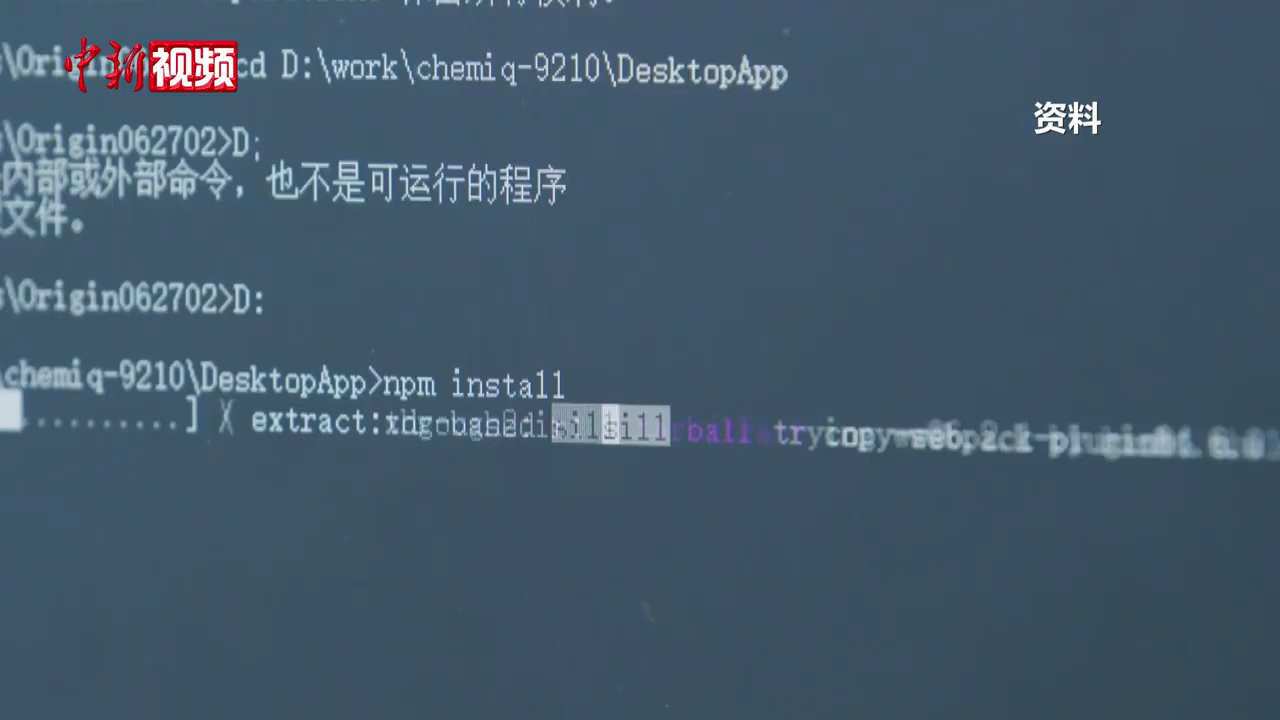 中新视频
cd D:\work\chemiq-9210\DesktopApp
资料
\Origin062702>D;
内部或外部命令，也不是可运行的程序
文件。
\Origin062702>D:
chemiq-9210\DesktopApp>npm install
..........] / extract: